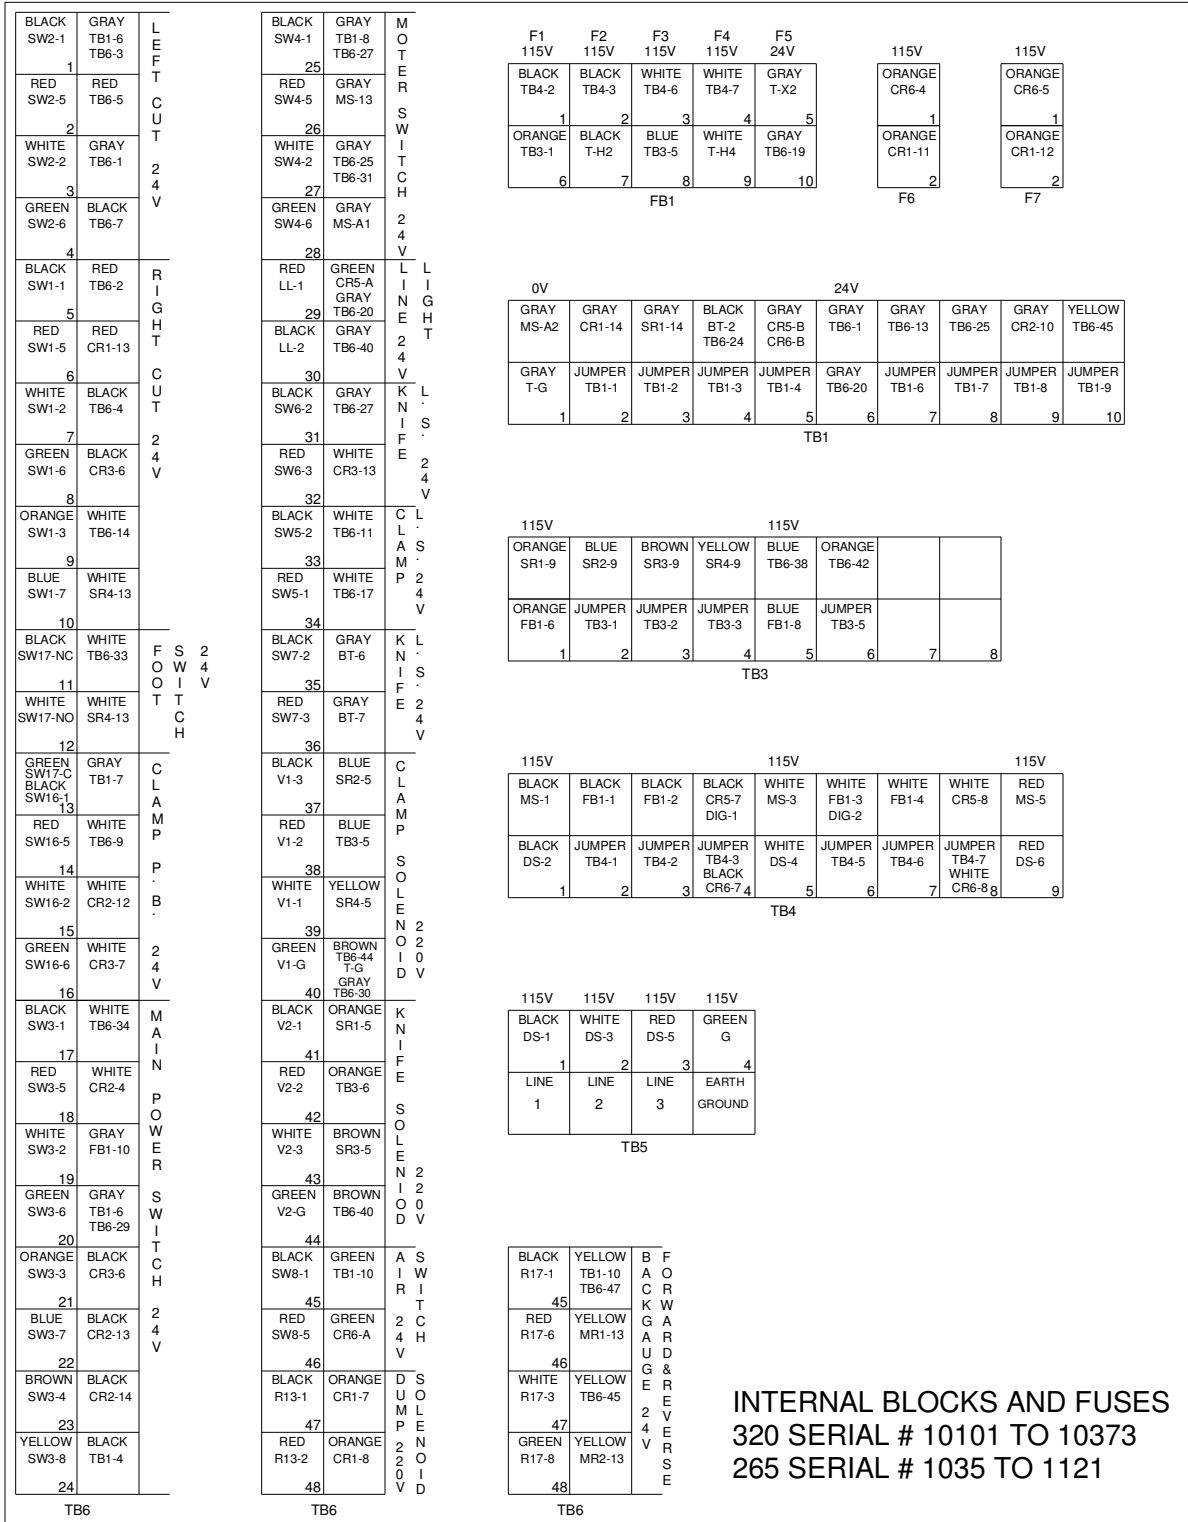 BLACK GRAY
SW2-1 TB1-6
TB6-3
1
RED RED
SW2-5 TB6-5
2
WHITE GRAY
SW2-2 TB6-1
3
GREEN BLACK
SW2-6 TB6-7
4
LEFT CUT 24V
BLACK RED
SW1-1 TB6-2
5
RED RED
SW1-5 CR1-13
6
WHITE BLACK
SW1-2 TB6-4
7
GREEN BLACK
SW1-6 CR3-6
8
ORANGE WHITE
SW1-3 TB6-14
9
BLUE WHITE
SW1-7 SR4-13
10
RIGHT CUT 24V
BLACK WHITE
SW17-NC TB6-33
11
WHITE WHITE
SW17-NO SR4-13
12
FOOT
SWITCH
24V
GREEN GRAY
SW17-C TB1-7
BLACK
SW16-1
13
RED WHITE
SW16-5 TB6-9
14
WHITE WHITE
SW16-2 CR2-12
15
GREEN WHITE
SW16-6 CR3-7
16
CLAMP P.B. 24V
BLACK WHITE
SW3-1 TB6-34
17
RED WHITE
SW3-5 CR2-4
18
WHITE GRAY
SW3-2 FB1-10
19
GREEN GRAY
SW3-6 TB1-6
TB6-29
20
ORANGE BLACK
SW3-3 CR3-6
21
BLUE BLACK
SW3-7 CR2-13
22
BROWN BLACK
SW3-4 CR2-14
23
YELLOW BLACK
SW3-8 TB1-4
24
MAIN POWER SWITCH 24V
TB6
BLACK GRAY
SW4-1 TB1-8
TB6-27
25
RED GRAY
SW4-5 MS-13
26
WHITE GRAY
SW4-2 TB6-25
TB6-31
27
GREEN GRAY
SW4-6 MS-A1
28
MOTER SWITCH 24V
RED GREEN
LL-1 CR5-A
GRAY
29 TB6-20
BLACK GRAY
LL-2 TB6-40
30
LINE 24V
LIGHT
BLACK GRAY
SW6-2 TB6-27
31
RED WHITE
SW6-3 CR3-13
32
KNIFE
L.S. 24V
BLACK WHITE
SW5-2 TB6-11
33
RED WHITE
SW5-1 TB6-17
34
CLAMP
L.S. 24V
BLACK GRAY
SW7-2 BT-6
35
RED GRAY
SW7-3 BT-7
36
KNIFE
L.S. 24V
BLACK BLUE
V1-3 SR2-5
37
RED BLUE
V1-2 TB3-5
38
WHITE YELLOW
V1-1 SR4-5
39
GREEN BROWN
V1-G TB6-44
T-G
GRAY
40 TB6-30
CLAMP SOLENOID
220V
BLACK ORANGE
V2-1 SR1-5
41
RED ORANGE
V2-2 TB3-6
42
WHITE BROWN
V2-3 SR3-5
43
GREEN BROWN
V2-G TB6-40
44
KNIFE SOLENIOD
220V
BLACK GREEN
SW8-1 TB1-10
45
RED GREEN
SW8-5 CR6-A
46
AIR 24V
SWITCH
BLACK ORANGE
R13-1 CR1-7
47
RED ORANGE
R13-2 CR1-8
48
DUMP 220V
SOLENOID
TB6
F1 F2 F3 F4 F5
115V 115V 115V 115V 24V
BLACK BLACK WHITE WHITE GRAY
TB4-2 TB4-3 TB4-6 TB4-7 T-X2
1 2 3 4 5
ORANGE BLACK BLUE WHITE GRAY
TB3-1 T-H2 TB3-5 T-H4 TB6-19
6 7 8 9 10
FB1
115V
ORANGE
CR6-4
1
ORANGE
CR1-11
2
F6
115V
ORANGE
CR6-5
1
ORANGE
CR1-12
2
F7
0V 24V
GRAY GRAY GRAY BLACK GRAY GRAY GRAY GRAY GRAY YELLOW
MS-A2 CR1-14 SR1-14 BT-2 CR5-B TB6-1 TB6-13 TB6-25 CR2-10 TB6-45
TB6-24 CR6-B
GRAY JUMPER JUMPER JUMPER JUMPER GRAY JUMPER JUMPER JUMPER JUMPER
T-G TB1-1 TB1-2 TB1-3 TB1-4 TB6-20 TB1-6 TB1-7 TB1-8 TB1-9
1 2 3 4 5 6 7 8 9 10
TB1
115V 115V
ORANGE BLUE BROWN YELLOW BLUE ORANGE
SR1-9 SR2-9 SR3-9 SR4-9 TB6-38 TB6-42
ORANGE JUMPER JUMPER JUMPER BLUE JUMPER
FB1-6 TB3-1 TB3-2 TB3-3 FB1-8 TB3-5
1 2 3 4 5 6 7 8
TB3
115V 115V 115V
BLACK BLACK BLACK BLACK WHITE WHITE WHITE WHITE RED
MS-1 FB1-1 FB1-2 CR5-7 MS-3 FB1-3 FB1-4 CR5-8 MS-5
DIG-1 DIG-2
BLACK JUMPER JUMPER JUMPER WHITE JUMPER JUMPER JUMPER RED
DS-2 TB4-1 TB4-2 TB4-3 DS-4 TB4-5 TB4-6 TB4-7 DS-6
BLACK WHITE
1 2 3 CR6-7 4 5 6 7 CR6-8 8 9
TB4
115V 115V 115V 115V
BLACK WHITE RED GREEN
DS-1 DS-3 DS-5 G
1 2 3 4
LINE LINE LINE EARTH
1 2 3 GROUND
TB5
BLACK YELLOW
R17-1 TB1-10
TB6-47
45
RED YELLOW
R17-6 MR1-13
46
WHITE YELLOW
R17-3 TB6-45
47
GREEN YELLOW
R17-8 MR2-13
48
BACKGAUGE 24V
FORWARD&REVERSE
TB6
INTERNAL BLOCKS AND FUSES
320 SERIAL # 10101 TO 10373
265 SERIAL # 1035 TO 1121